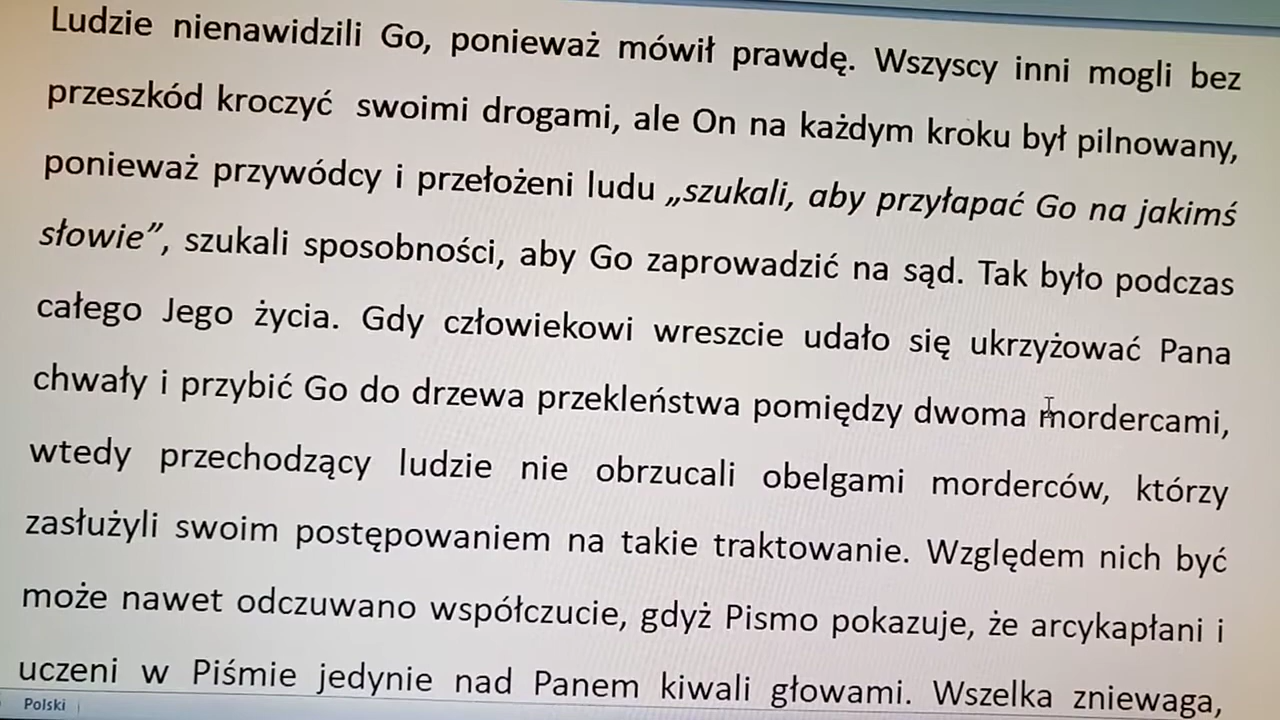 Ludzie nienawidzili Go, ponieważ mówił prawdę. Wszyscy inni mogli bez
przeszkód kroczyć swoimi drogami, ale On na każdym kroku był pilnowany,
ponieważ przywódcy i przełożeni ludu „szukali, aby przyłapać Go na jakimś
słowie”, szukali sposobności, aby Go zaprowadzić na sąd. Tak było podczas
całego Jego życia. Gdy człowiekowi wreszcie udało się ukrzyżować Pana
chwały i przybić Go do drzewa przekleństwa pomiędzy dwoma mordercami,
wtedy przechodzący ludzie nie obrzucali obelgami morderców, którzy
zasłużyli swoim postępowaniem na takie traktowanie. Względem nich być
może nawet odczuwano współczucie, gdyż Pismo pokazuje, że arcykapłani i
uczeni w Piśmie jedynie nad Panem kiwali głowami. Wszelka zniewaga,
Polski